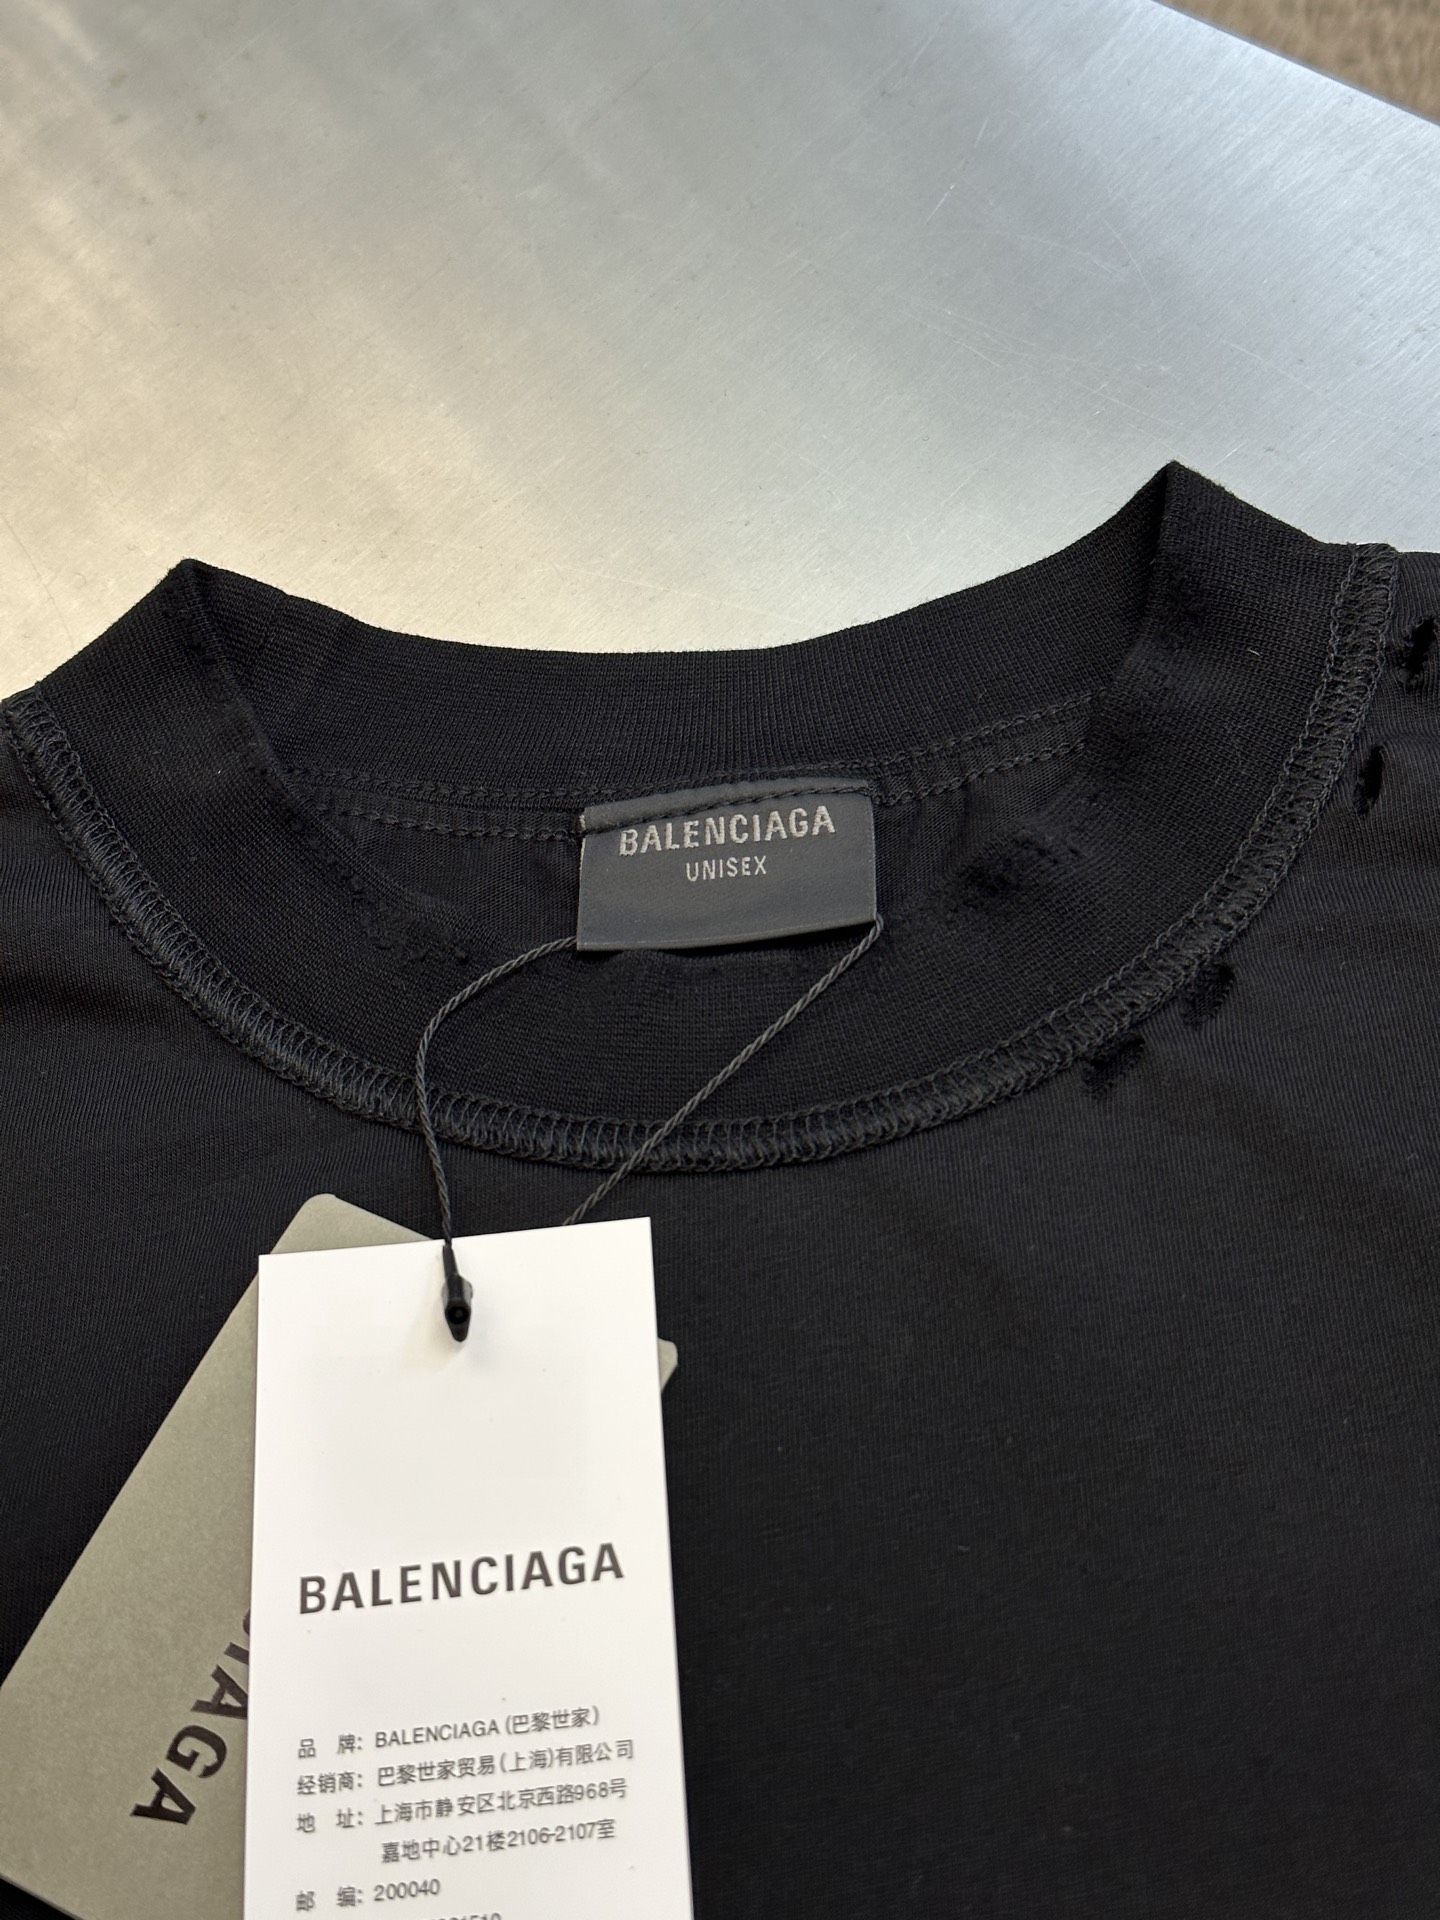 BALENCIAGA
UNISEX
BALENCIAGA
品 牌: BALENCIAGA (巴黎世家)
经销商: 巴黎世家贸易(上海)有限公司
地 址: 上海市静安区北京西路968号
嘉地中心21楼2106-2107室
邮 编: 200040
IAGA